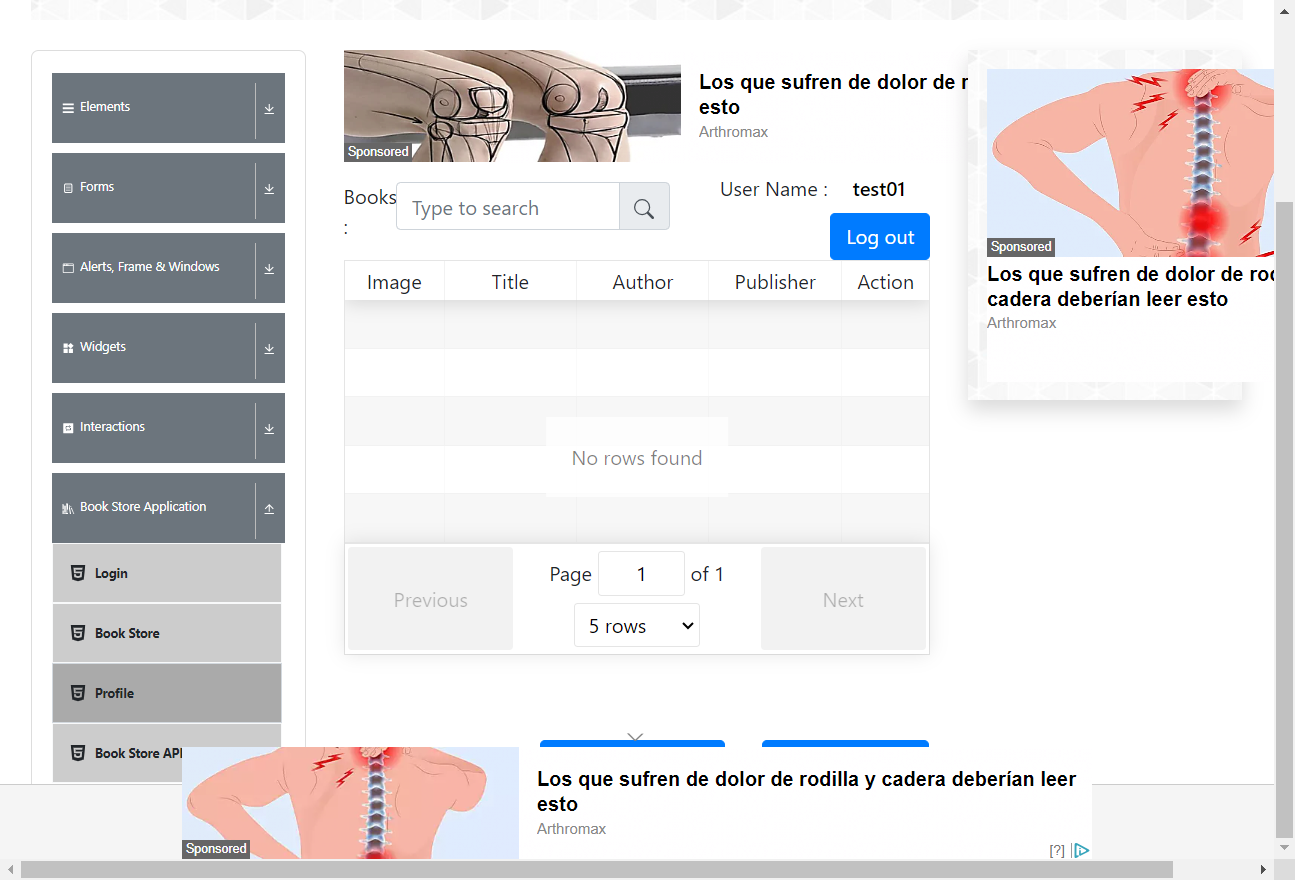 Elements
Forms
Alerts, Frame & Windows
Widgets
Interactions
Book Store Application
Login
Book Store
Profile
Book Store API
Sponsored
Los que sufren de dolor de r
esto
Arthromax
Books
:
Type to search
User Name : test01
Log out
Image Title Author Publisher Action
No rows found
Previous
Page 1 of 1
5 rows
Next
Sponsored
Los que sufren de dolor de rod
cadera deberían leer esto
Arthromax
Sponsored
Los que sufren de dolor de rodilla y cadera deberían leer
esto
Arthromax
[?]